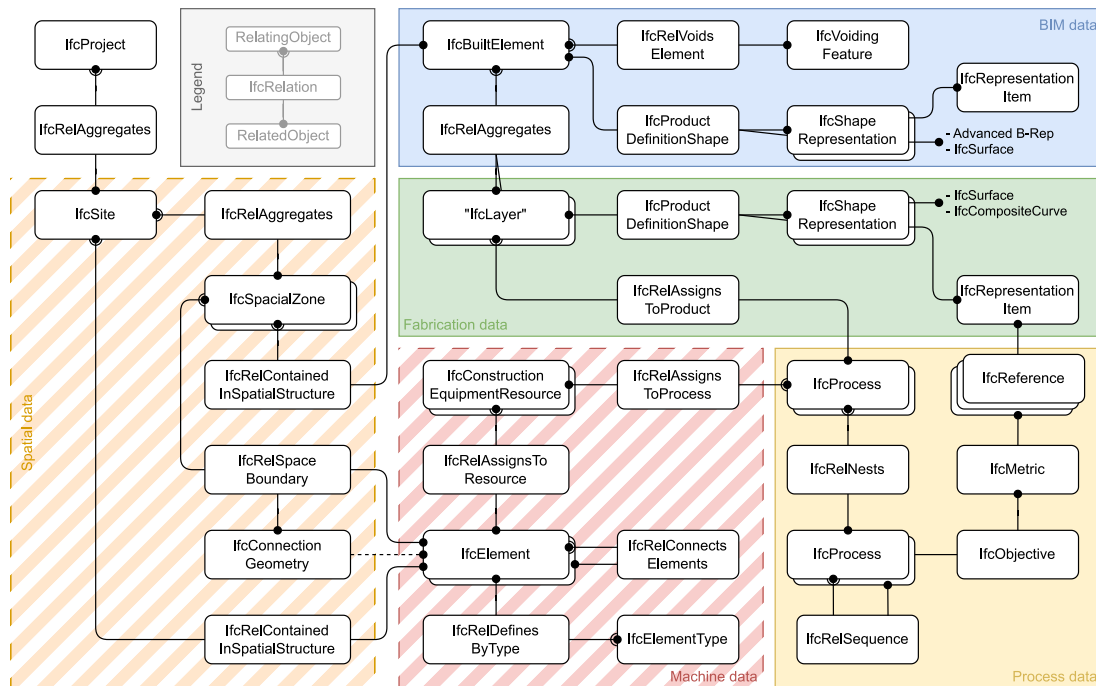 IfcProject
IfcRelAggregates
Legend
RelatingObject
IfcRelation
RelatedObject
BIM data
IfcBuiltElement
IfcRelVoids
Element
IfcVoiding
Feature
IfcRelAggregates
IfcProduct
DefinitionShape
IfcShape
Representation
IfcRepresentation
Item
- Advanced B-Rep
- IfcSurface
Spatial data
IfcSite
IfcRelAggregates
IfcSpacialZone
IfcRelContained
InSpatialStructure
IfcRelSpace
Boundary
IfcConnection
Geometry
IfcRelContained
InSpatialStructure
Fabrication data
"IfcLayer"
IfcProduct
DefinitionShape
IfcShape
Representation
- IfcSurface
- IfcCompositeCurve
IfcRelAssigns
ToProduct
IfcRepresentation
Item
Machine data
IfcConstruction
EquipmentResource
IfcRelAssigns
ToProcess
IfcRelAssignsTo
Resource
IfcElement
IfcRelConnects
Elements
IfcRelDefines
ByType
IfcElementType
Process data
IfcProcess
IfcReference
IfcRelNests
IfcMetric
IfcProcess
IfcObjective
IfcRelSequence